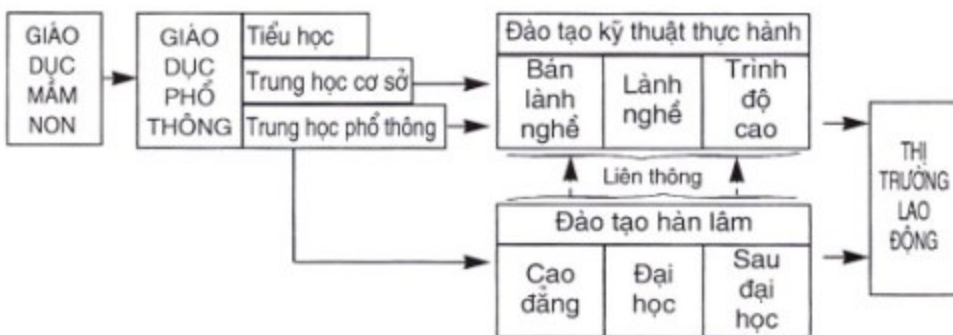 GIÁO
DỤC
MẦM
NON
GIÁO
DỤC
PHỔ
THÔNG
Tiểu học
Trung học cơ sở
Trung học phổ thông
Đào tạo kỹ thuật thực hành
Bán
lành
nghề
Lành
nghề
Trình
độ
cao
Liên thông
Đào tạo hàn lâm
Cao
đẳng
Đại
học
Sau
đại
học
THỊ
TRƯỜNG
LAO
ĐỘNG